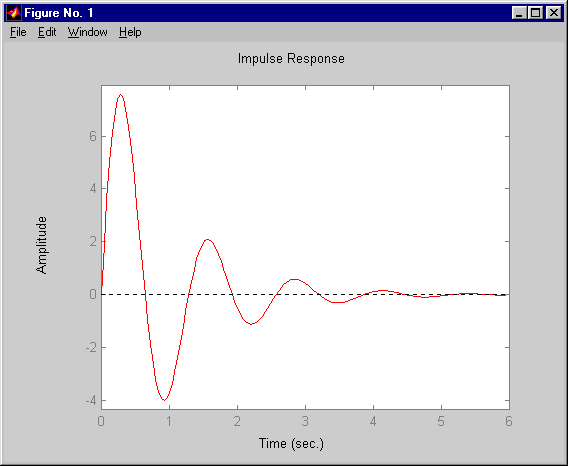 Figure No. 1
File Edit Window Help
Impulse Response
Amplitude
6
4
2
0
-2
-4
0 1 2 3 4 5 6
Time (sec.)